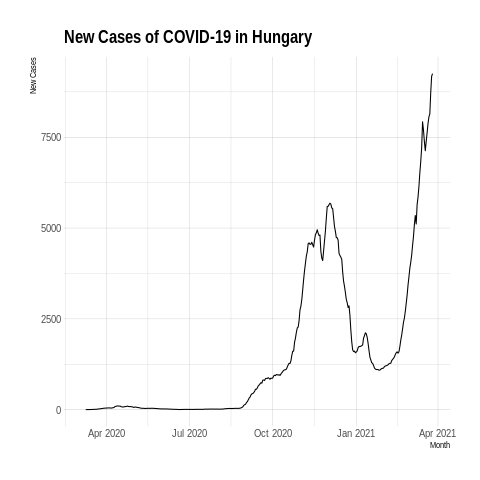 New Cases of COVID-19 in Hungary
New Cases
7500
5000
2500
0
Apr 2020
Jul 2020
Oct 2020
Jan 2021
Apr 2021
Month